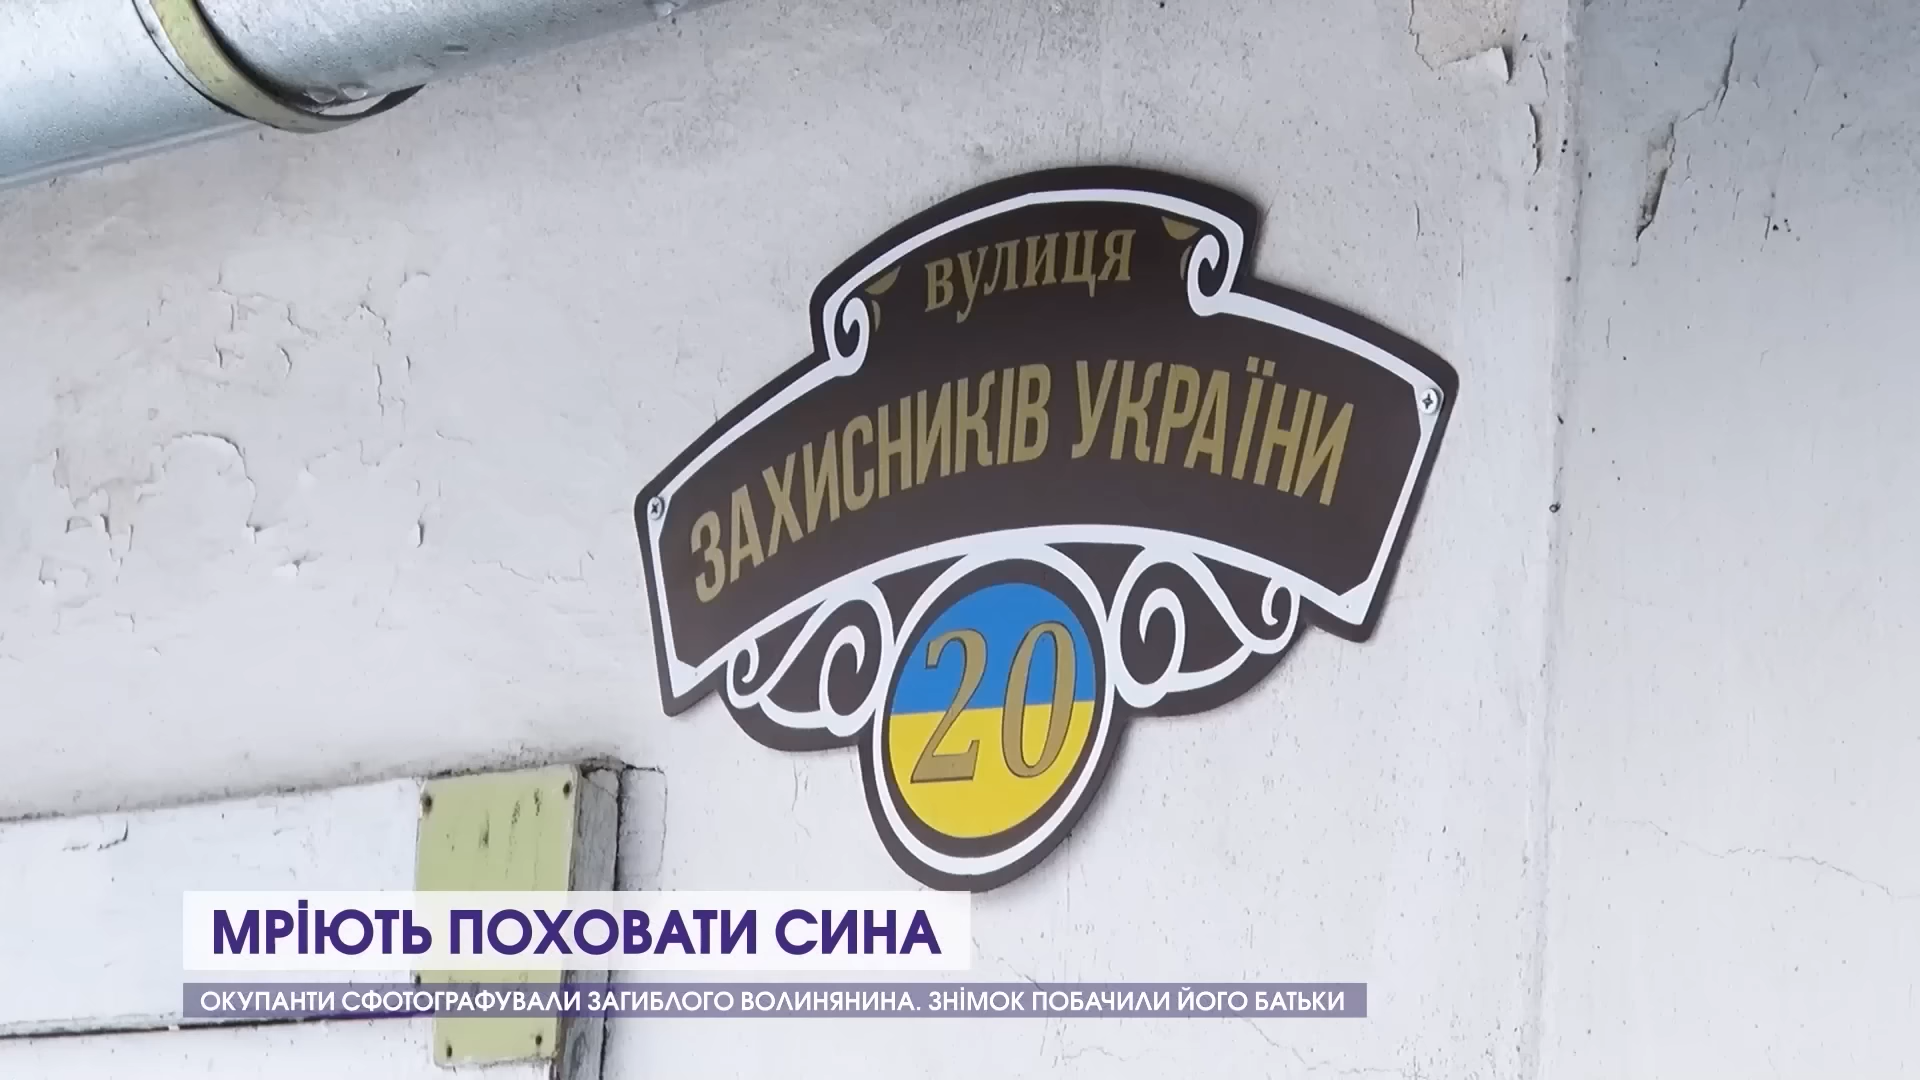 вулиця
ЗАХИСНИКІВ УКРАЇНИ
20
МРІЮТЬ ПОХОВАТИ СИНА
ОКУПАНТИ СФОТОГРАФУВАЛИ ЗАГИБЛОГО ВОЛИНЯНИНА. ЗНІМОК ПОБАЧИЛИ ЙОГО БАТЬКИ